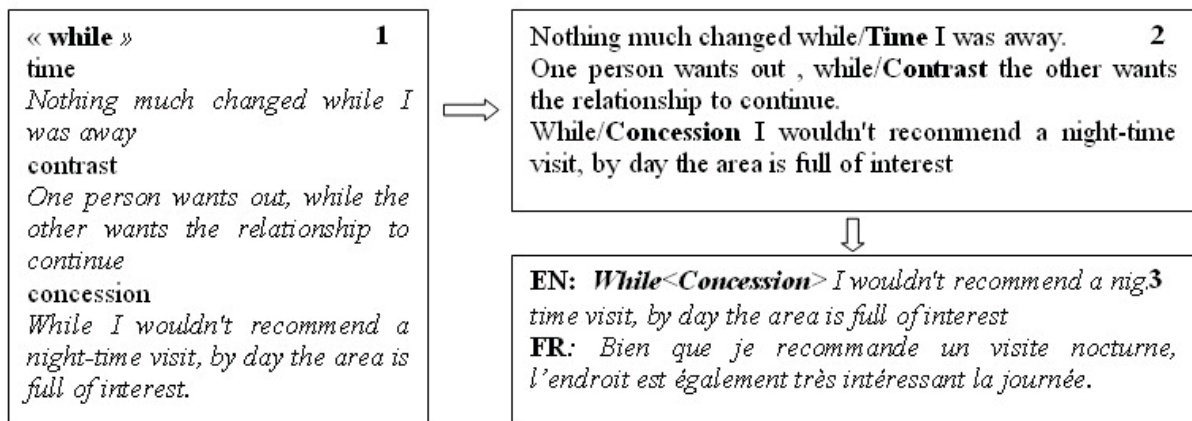 « while » 1
time
Nothing much changed while I
was away
contrast
One person wants out, while the
other wants the relationship to
continue
concession
While I wouldn't recommend a
night-time visit, by day the area is
full of interest.
Nothing much changed while/Time I was away. 2
One person wants out , while/Contrast the other wants
the relationship to continue.
While/Concession I wouldn't recommend a night-time
visit, by day the area is full of interest
EN: While<Concession> I wouldn't recommend a nig 3
time visit, by day the area is full of interest
FR: Bien que je recommande un visite nocturne,
l'endroit est également très intéressant la journée.